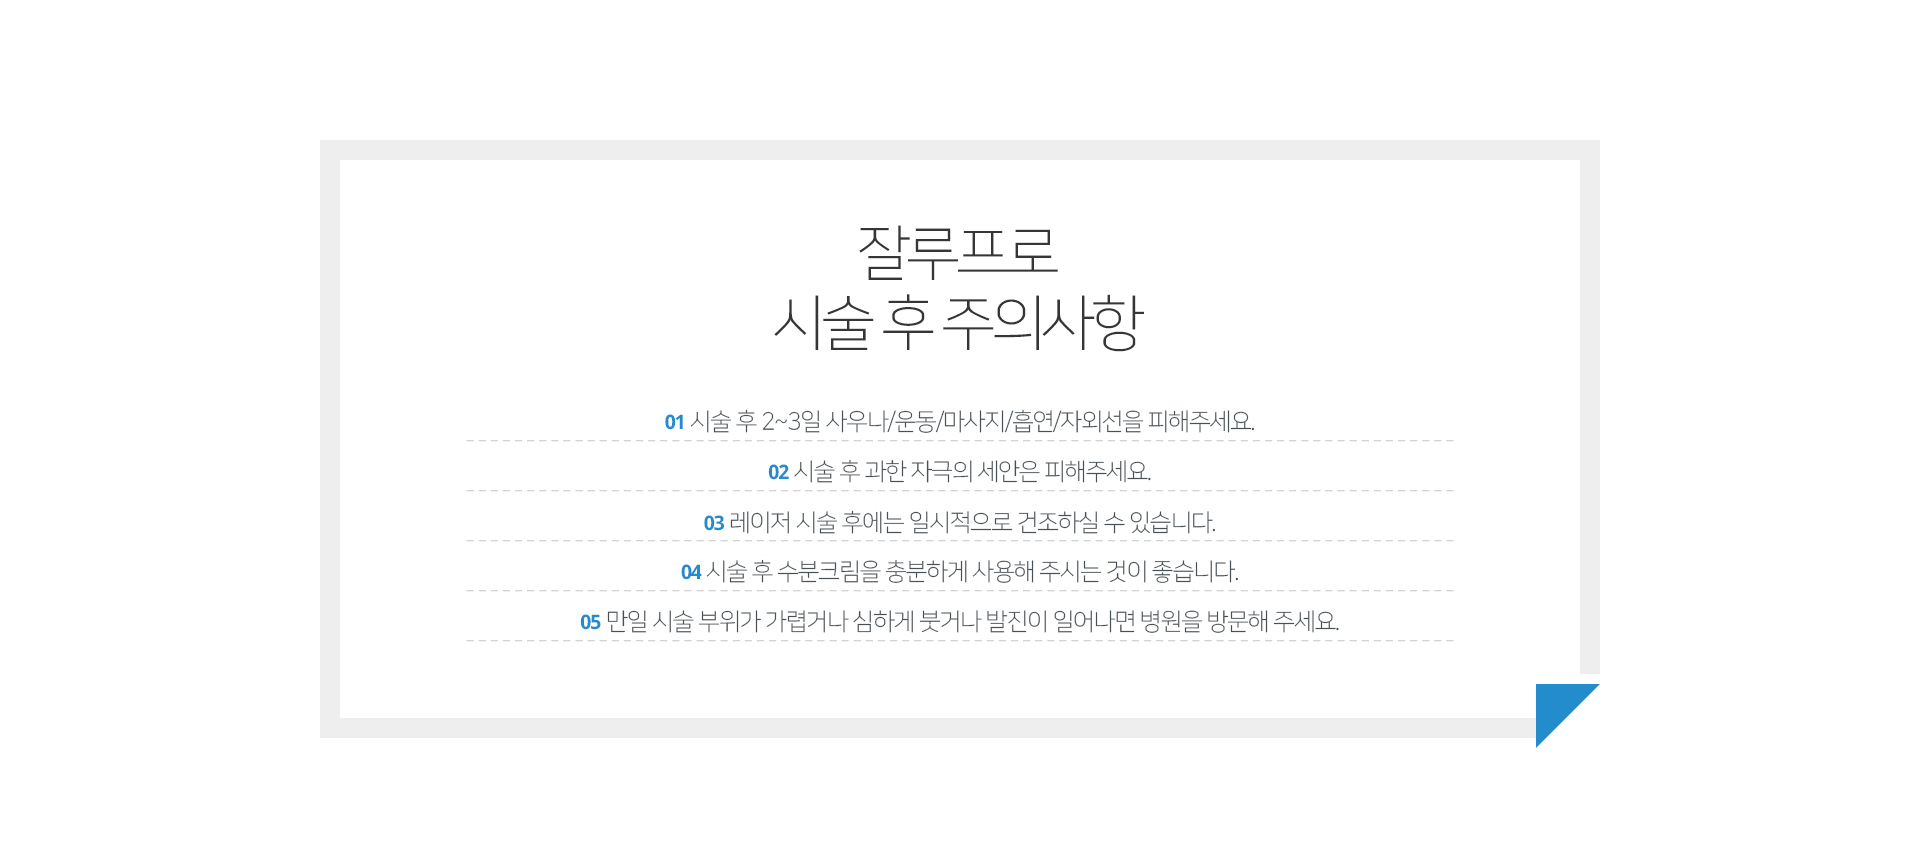 잘루프로
시술 후 주의사항
01 시술 후 2~3일 사우나/운동/마사지/흡연/자외선을 피해주세요.
02 시술 후 과한 자극의 세안은 피해주세요.
03 레이저 시술 후에는 일시적으로 건조하실 수 있습니다.
04 시술 후 수분크림을 충분하게 사용해 주시는 것이 좋습니다.
05 만일 시술 부위가 가렵거나 심하게 붓거나 발진이 일어나면 병원을 방문해 주세요.